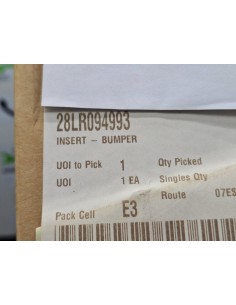 28LR094993
INSERT - BUMPER
UOI to Pick 1 Qty Picked
UOI 1 EA Singles Qty
Route 07ES
Pack Cell E3